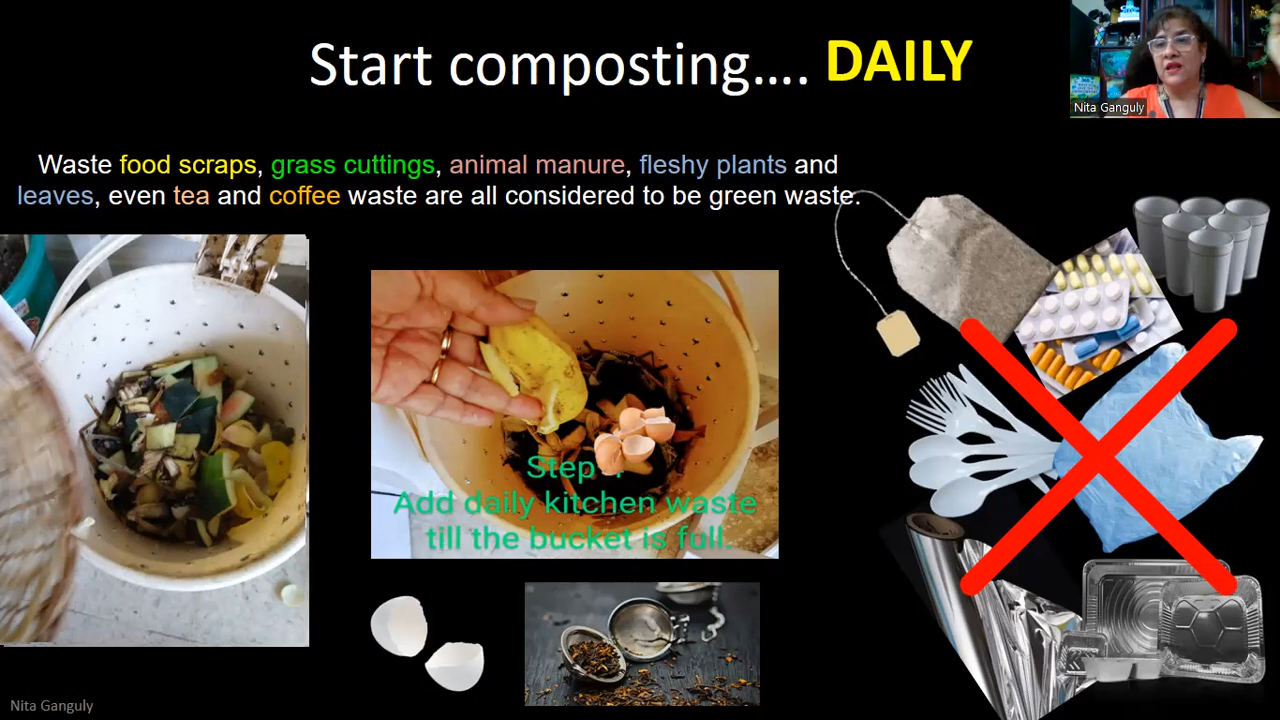 Start composting.... DAILY
Nita Ganguly
Waste food scraps, grass cuttings, animal manure, fleshy plants and
leaves, even tea and coffee waste are all considered to be green waste.
Step
Add daily kitchen waste
till the bucket is full.
Nita Ganguly